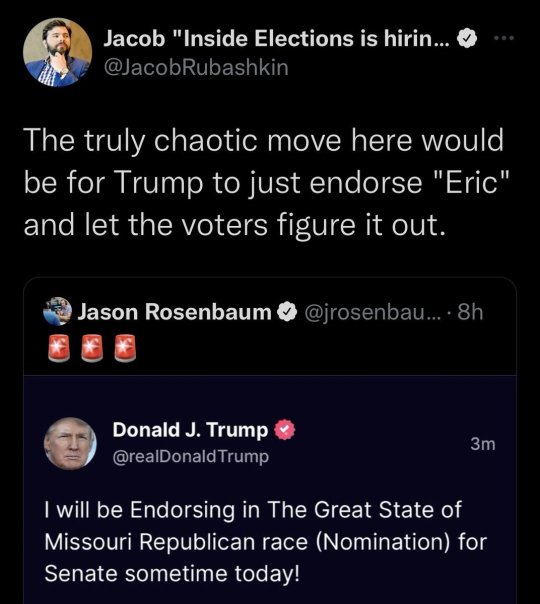 Jacob "Inside Elections is hirin...
@JacobRubashkin
The truly chaotic move here would
be for Trump to just endorse "Eric"
and let the voters figure it out.
Jason Rosenbaum @jrosenbau... · 8h
🚨 🚨 🚨
Donald J. Trump
@realDonaldTrump
3m
I will be Endorsing in The Great State of
Missouri Republican race (Nomination) for
Senate sometime today!